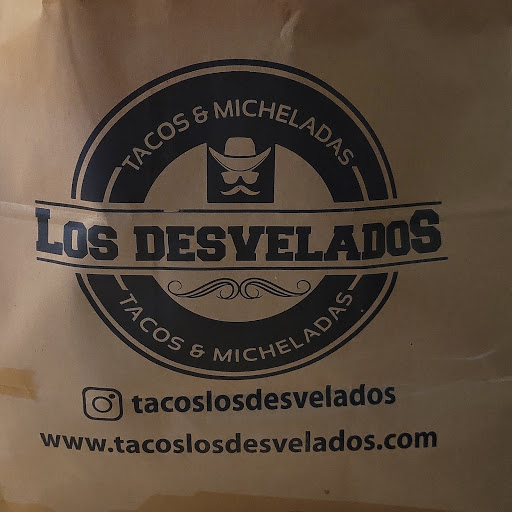 TACOS & MICHELADAS
LOS DESVELADOS
TACOS & MICHELADAS
tacoslosdesvelados
www.tacoslosdesvelados.com